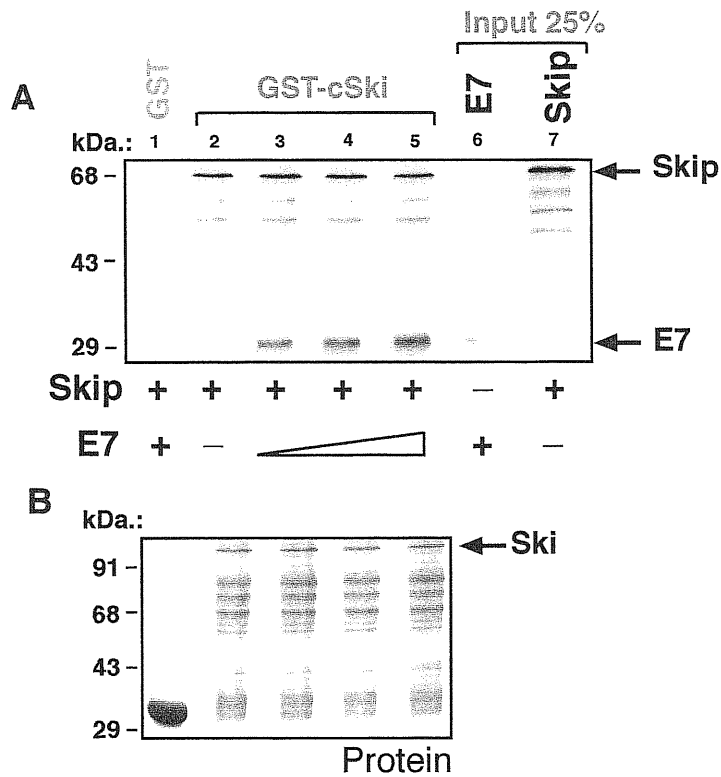 Input 25%
A
GST
GST-cSki
E7
Skip
kDa.: 1 2 3 4 5 6 7
68 –
Skip
43 –
29 –
E7
Skip + + + + + – +
E7 + – + –
B
kDa.:
Ski
91 –
68 –
43 –
29 –
Protein